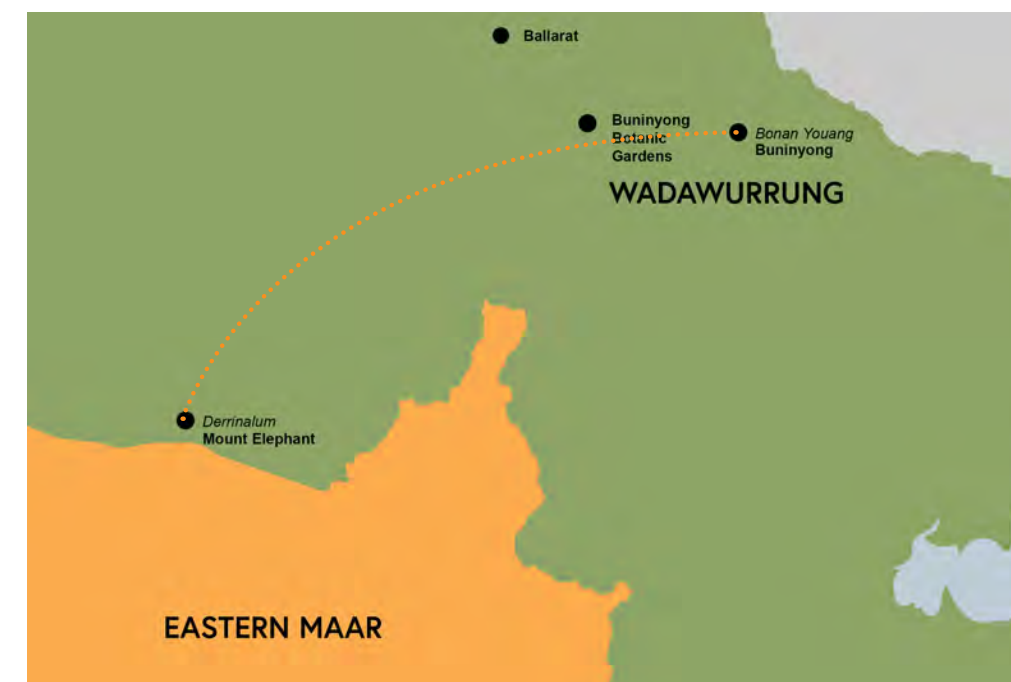 Ballarat
Buninyong
Botanic
Gardens
Bonan Youang
Buninyong
WADAWURRUNG
Derrinalum
Mount Elephant
EASTERN MAAR